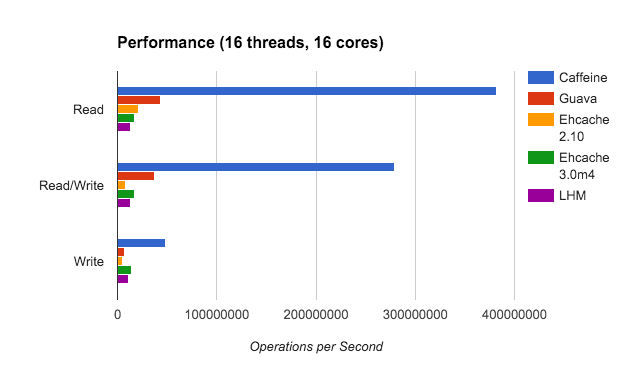 Performance (16 threads, 16 cores)
Caffeine
Guava
Ehcache
2.10
Ehcache
3.0m4
LHM
Read
Read/Write
Write
0
100000000
200000000
300000000
400000000
Operations per Second